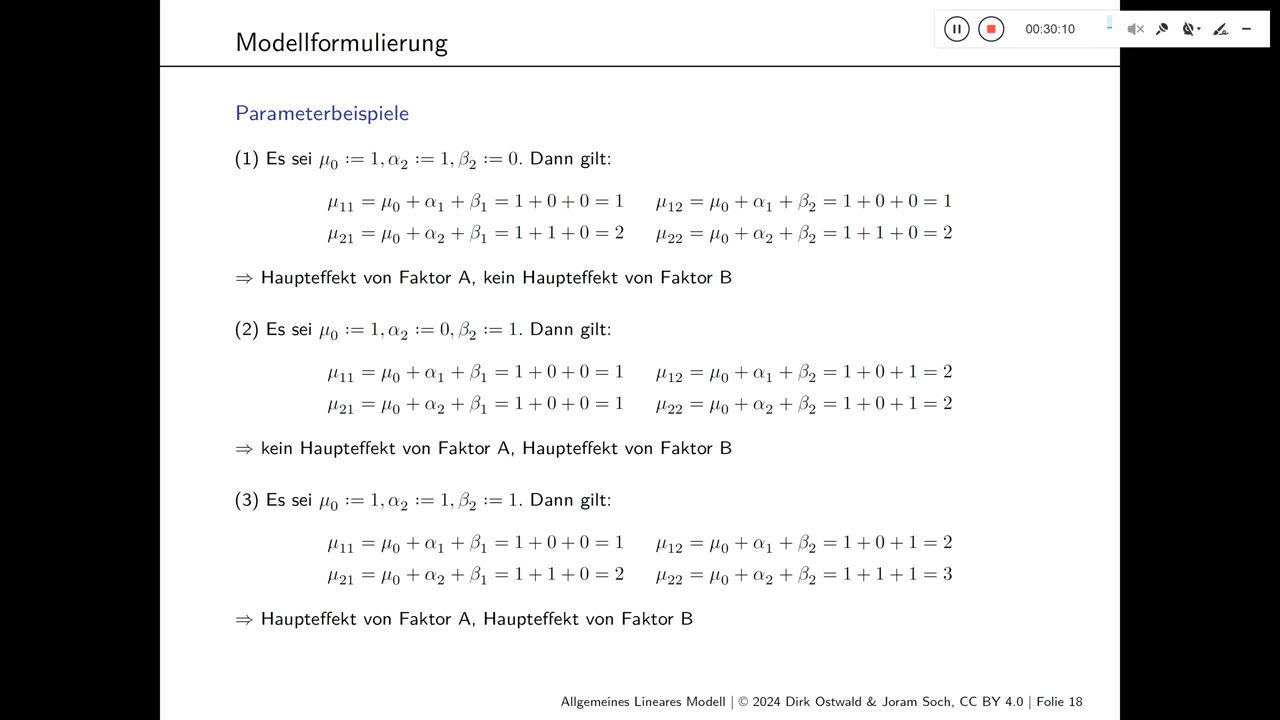 Modellformulierung
00:30:10
Parameterbeispiele
(1) Es sei μ₀ := 1, α₂ := 1, β₂ := 0. Dann gilt:
μ₁₁ = μ₀ + α₁ + β₁ = 1 + 0 + 0 = 1 μ₁₂ = μ₀ + α₁ + β₂ = 1 + 0 + 0 = 1
μ₂₁ = μ₀ + α₂ + β₁ = 1 + 1 + 0 = 2 μ₂₂ = μ₀ + α₂ + β₂ = 1 + 1 + 0 = 2
⇒ Haupteffekt von Faktor A, kein Haupteffekt von Faktor B
(2) Es sei μ₀ := 1, α₂ := 0, β₂ := 1. Dann gilt:
μ₁₁ = μ₀ + α₁ + β₁ = 1 + 0 + 0 = 1 μ₁₂ = μ₀ + α₁ + β₂ = 1 + 0 + 1 = 2
μ₂₁ = μ₀ + α₂ + β₁ = 1 + 0 + 0 = 1 μ₂₂ = μ₀ + α₂ + β₂ = 1 + 0 + 1 = 2
⇒ kein Haupteffekt von Faktor A, Haupteffekt von Faktor B
(3) Es sei μ₀ := 1, α₂ := 1, β₂ := 1. Dann gilt:
μ₁₁ = μ₀ + α₁ + β₁ = 1 + 0 + 0 = 1 μ₁₂ = μ₀ + α₁ + β₂ = 1 + 0 + 1 = 2
μ₂₁ = μ₀ + α₂ + β₁ = 1 + 1 + 0 = 2 μ₂₂ = μ₀ + α₂ + β₂ = 1 + 1 + 1 = 3
⇒ Haupteffekt von Faktor A, Haupteffekt von Faktor B
Allgemeines Lineares Modell | © 2024 Dirk Ostwald & Joram Soch, CC BY 4.0 | Folie 18